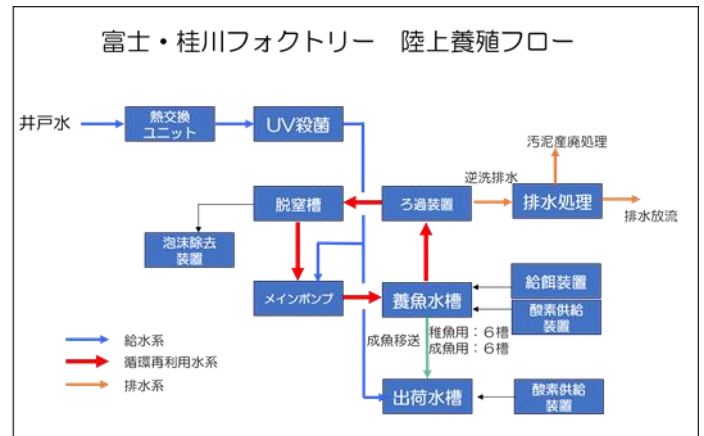 富士・桂川フォクトリー　陸上養殖フロー
井戸水
熱交換
ユニット
UV殺菌
汚泥産廃処理
逆洗排水
脱窒槽
ろ過装置
排水処理
排水放流
泡沫除去
装置
メインポンプ
養魚水槽
給餌装置
酸素供給
装置
給水系
循環再利用水系
排水系
成魚移送
稚魚用：６槽
成魚用：６槽
出荷水槽
酸素供給
装置